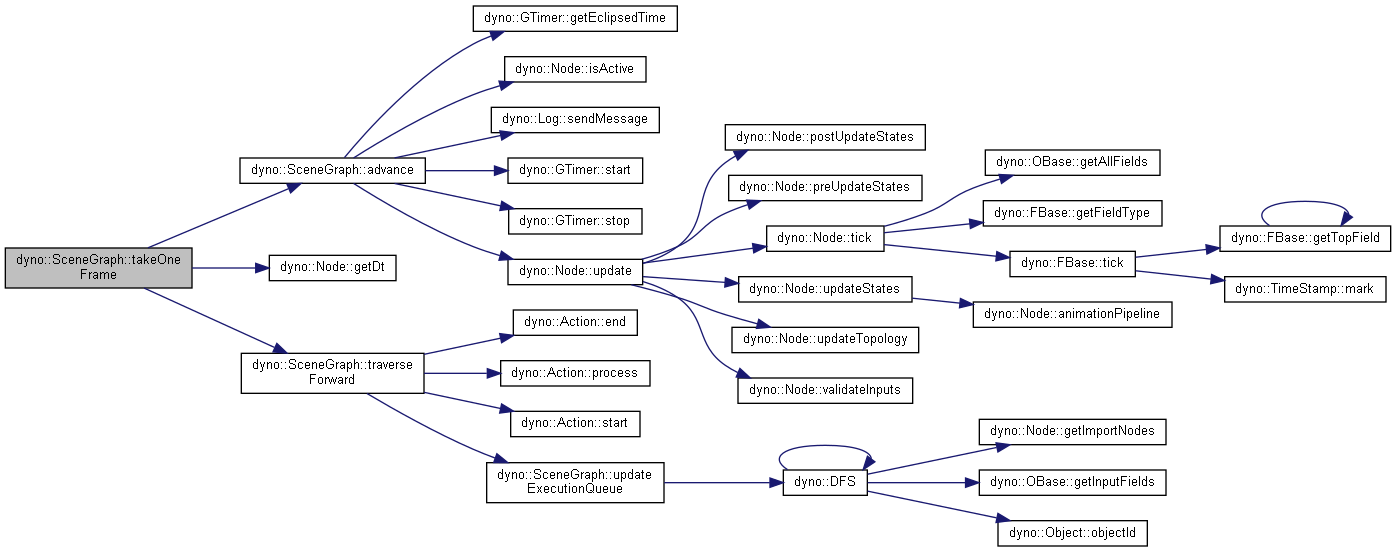 dyno::GTimer::getEclipsedTime
dyno::Node::isActive
dyno::Log::sendMessage
dyno::SceneGraph::advance
dyno::GTimer::start
dyno::GTimer::stop
dyno::Node::postUpdateStates
dyno::Node::preUpdateStates
dyno::OBase::getAllFields
dyno::FBase::getFieldType
dyno::Node::tick
dyno::FBase::getTopField
dyno::SceneGraph::takeOne
Frame
dyno::Node::getDt
dyno::Node::update
dyno::FBase::tick
dyno::Node::updateStates
dyno::TimeStamp::mark
dyno::Node::animationPipeline
dyno::Action::end
dyno::Node::updateTopology
dyno::SceneGraph::traverse
Forward
dyno::Action::process
dyno::Node::validateInputs
dyno::Action::start
dyno::SceneGraph::update
ExecutionQueue
dyno::DFS
dyno::Node::getImportNodes
dyno::OBase::getInputFields
dyno::Object::objectId